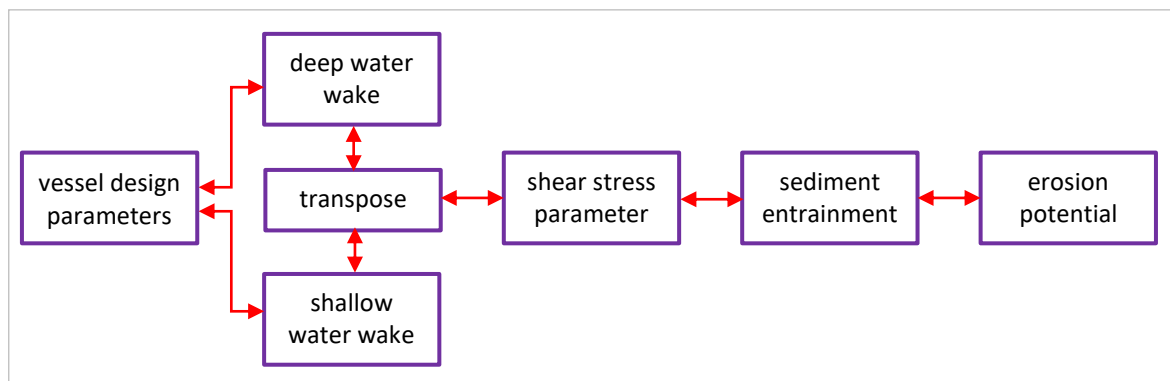 deep water
wake
vessel design
parameters
transpose
shear stress
parameter
sediment
entrainment
erosion
potential
shallow
water wake